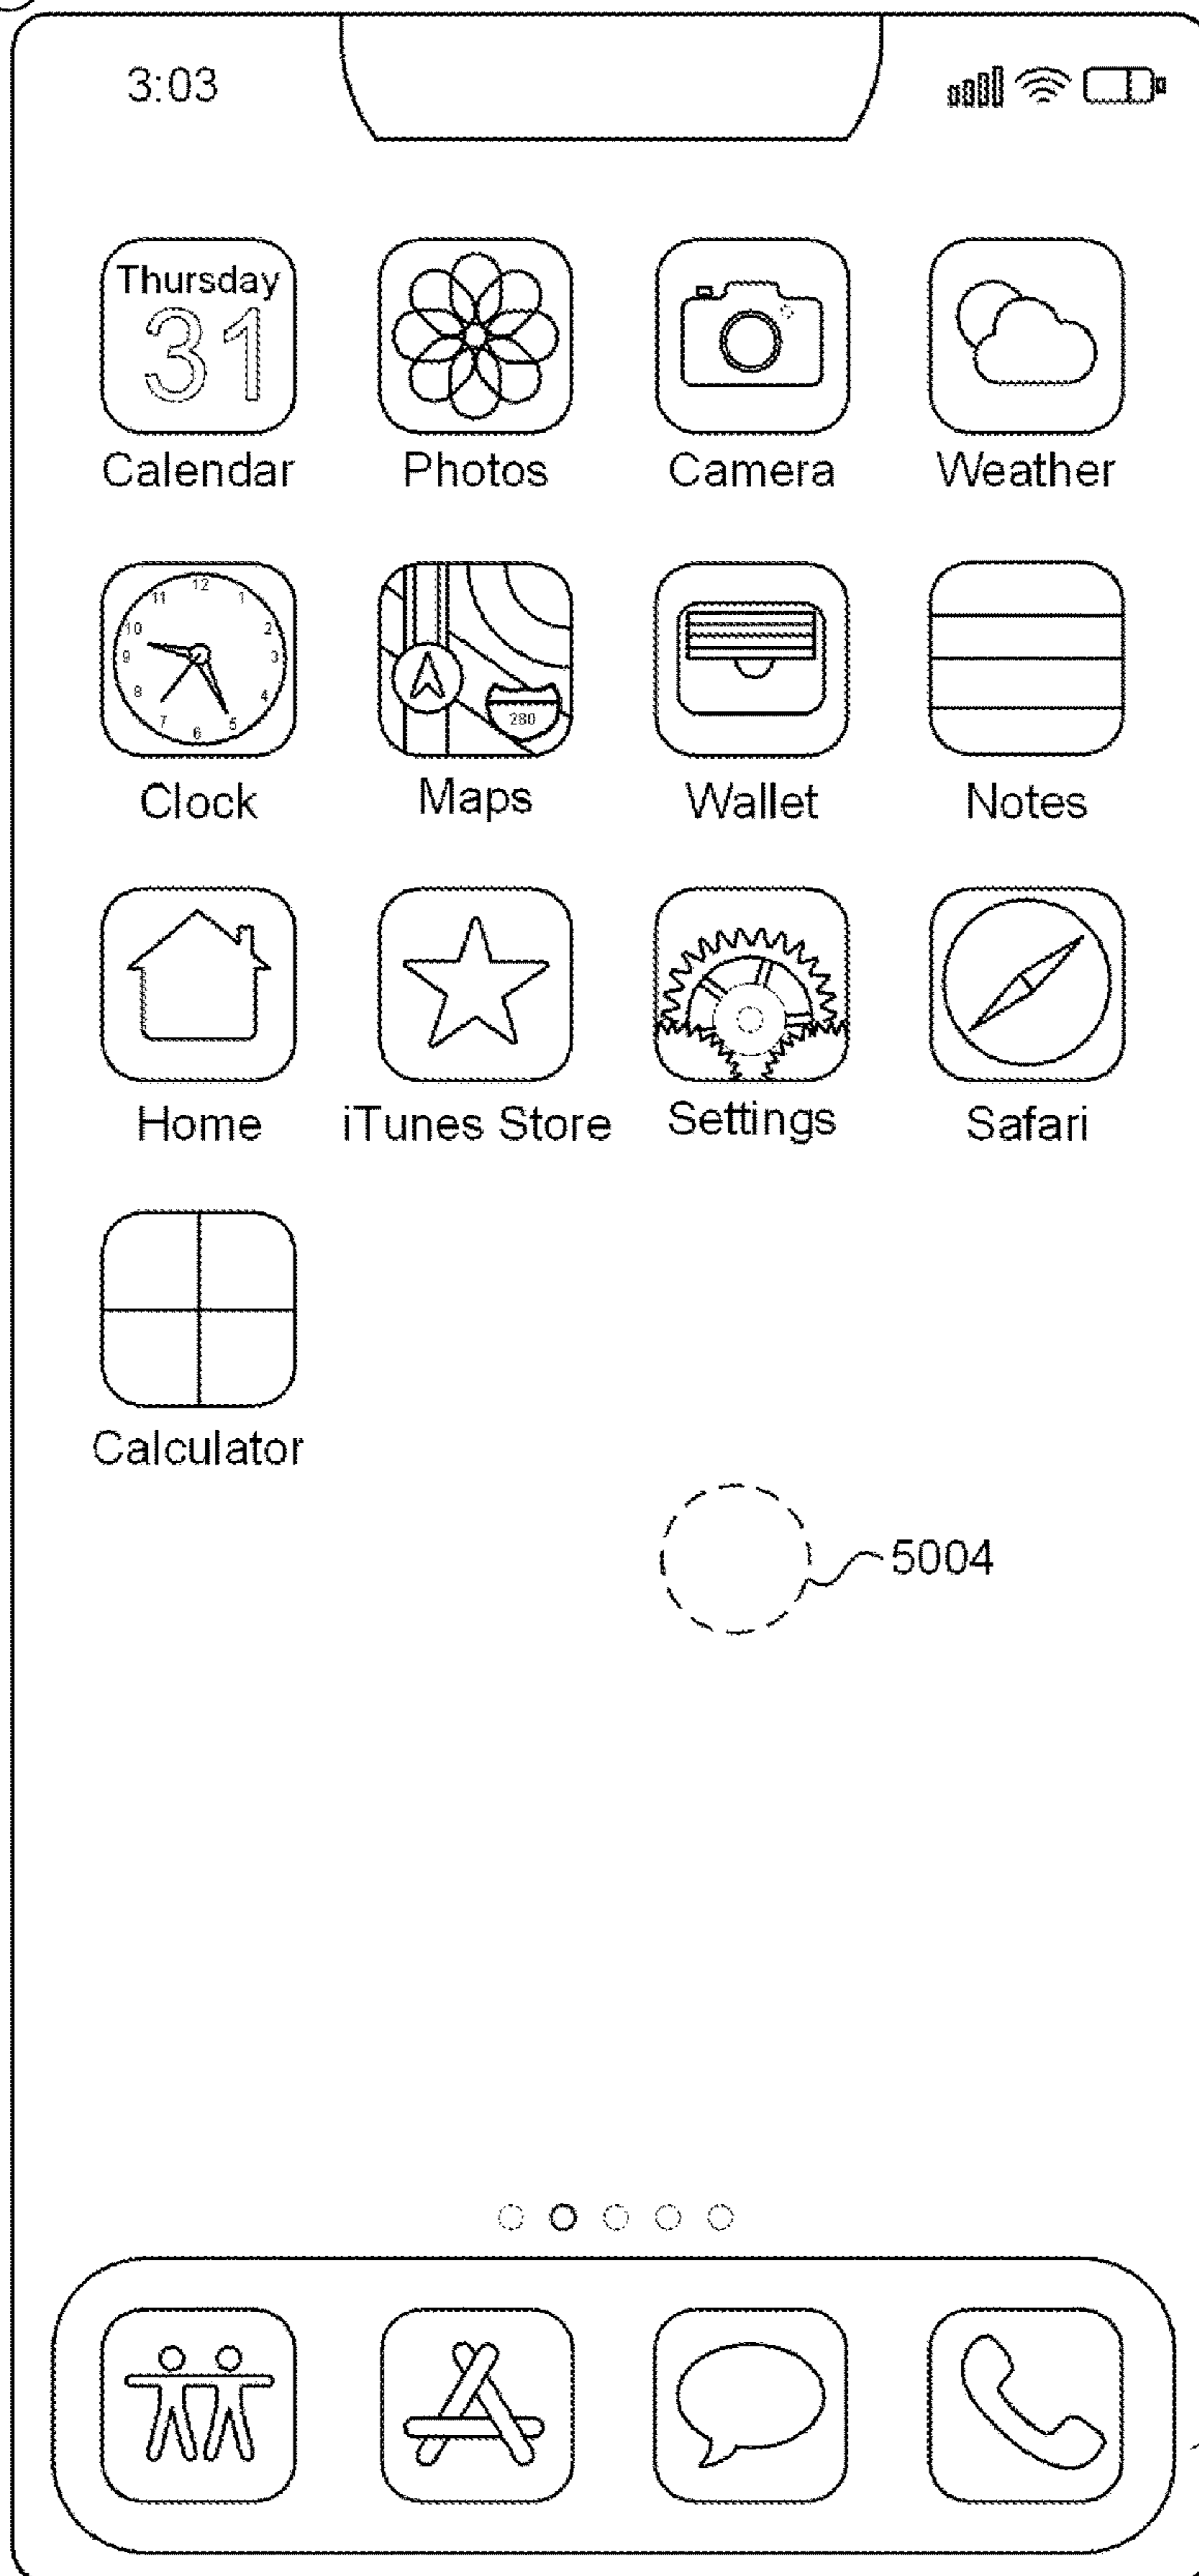 3:03
Thursday
31
Calendar Photos Camera Weather
12
11 1
10 2
9 3
8 4
7 5
6
280
Clock Maps Wallet Notes
Home iTunes Store Settings Safari
Calculator
5004